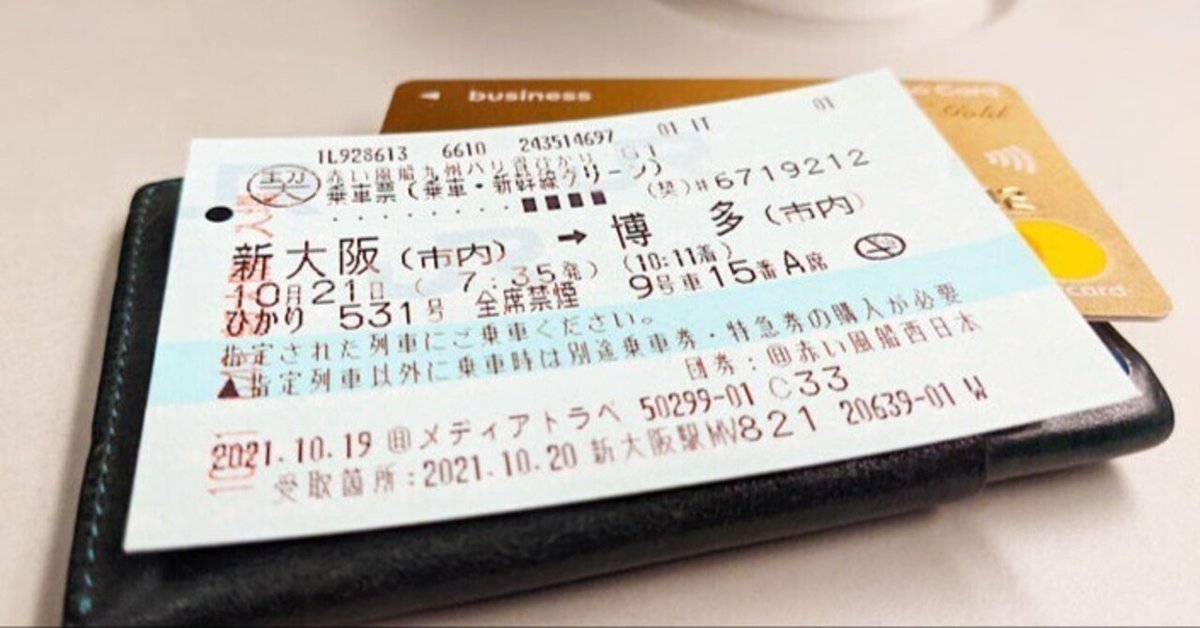 business
Gold
01
1L928613 6610 243514697 01 1T
赤い風船九州バリ得ひかり G1
乗車票(乗車・新幹線グリーン) (契)#6719212
新大阪(市内) → 博多(市内)
10月21日 ( 7:35発) (10:11着)
ひかり 531号 全席禁煙 9号車15番A席
指定された列車にご乗車ください。
▲指定列車以外に乗車時は別途乗車券・特急券の購入が必要
団券:㊐赤い風船西日本
2021.10.19 ㊐メディアトラベ 50299-01 C33
受取箇所:2021.10.20 新大阪駅MV821 20639-01 W